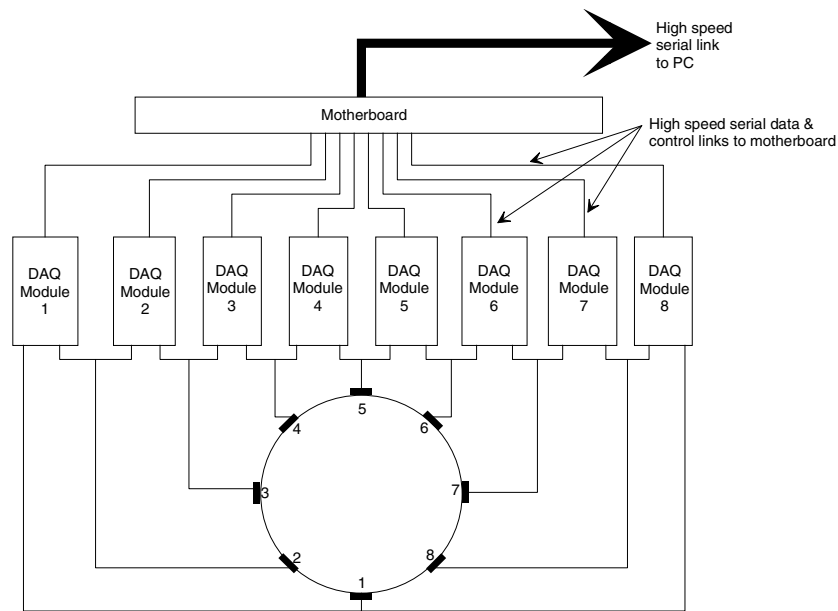 High speed
serial link
to PC
Motherboard
High speed serial data &
control links to motherboard
DAQ
Module
1
DAQ
Module
2
DAQ
Module
3
DAQ
Module
4
DAQ
Module
5
DAQ
Module
6
DAQ
Module
7
DAQ
Module
8
5
4
6
3
7
2
8
1